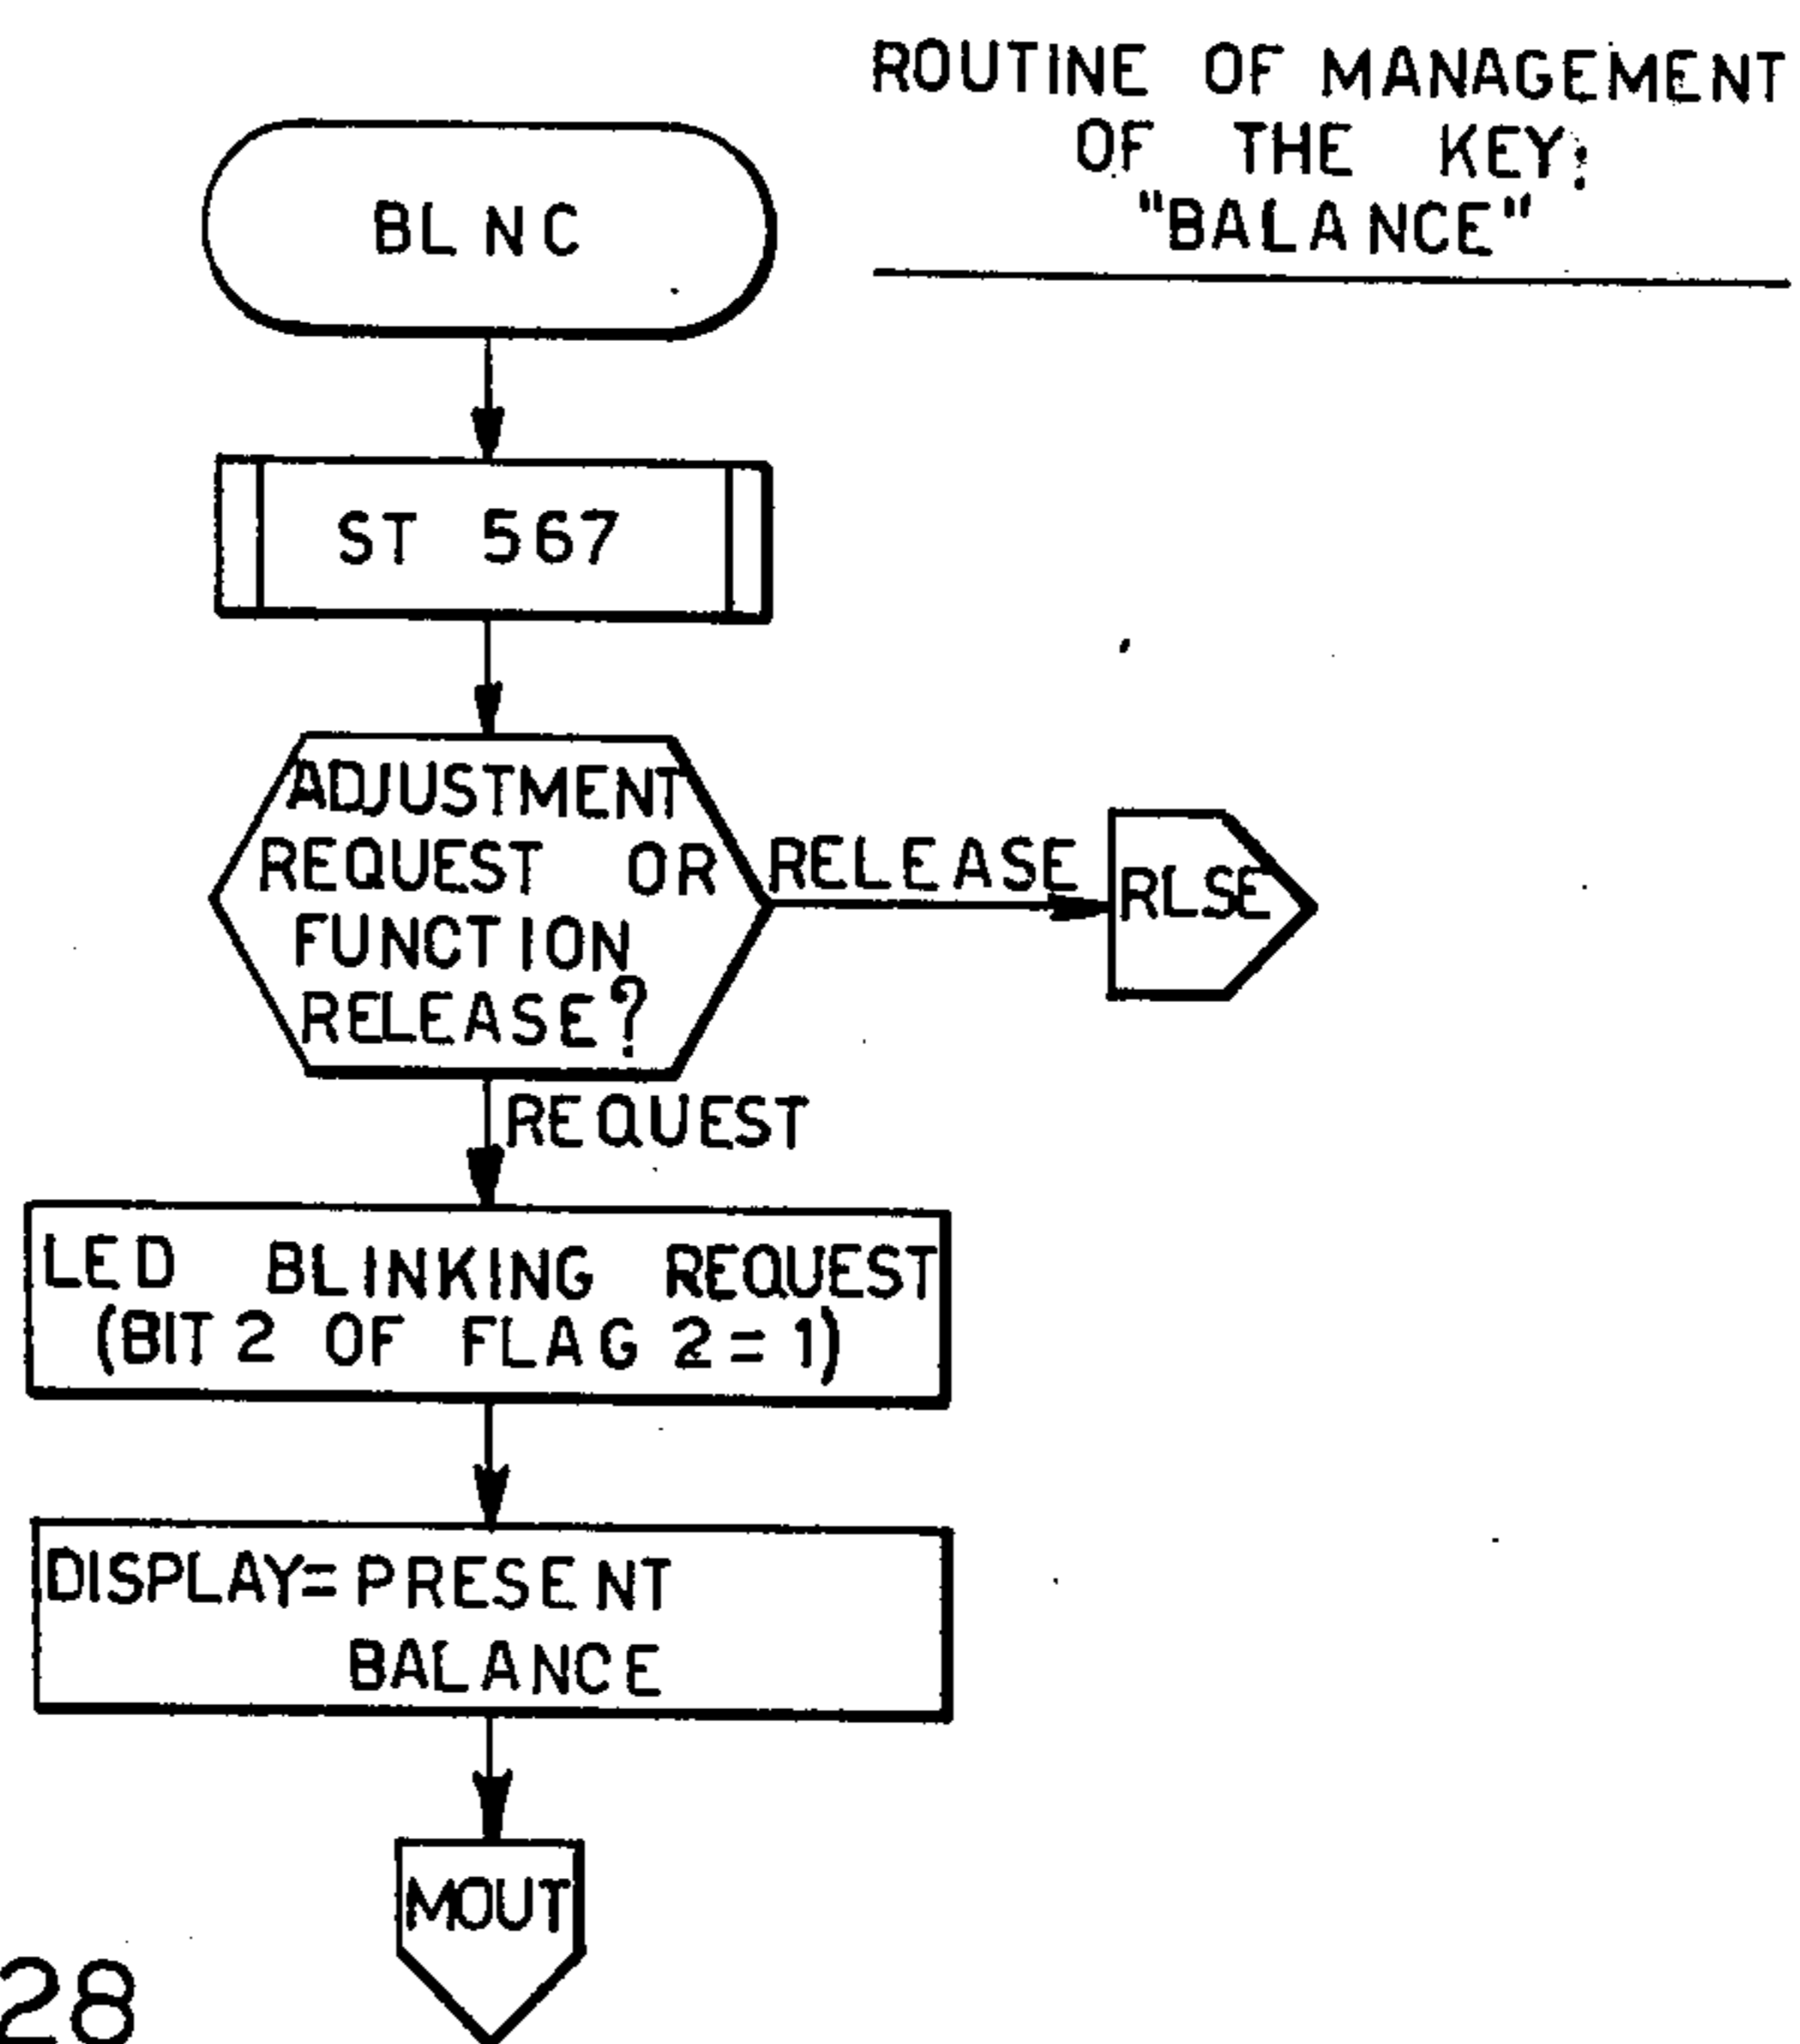 ROUTINE OF MANAGEMENT
OF THE KEY:
"BALANCE"
BLNC
ST 567
ADJUSTMENT
REQUEST OR
FUNCTION
RELEASE?
RELEASE
RLSE
REQUEST
LED BLINKING REQUEST
(BIT 2 OF FLAG 2 = 1)
DISPLAY= PRESENT
BALANCE
MOUT
28